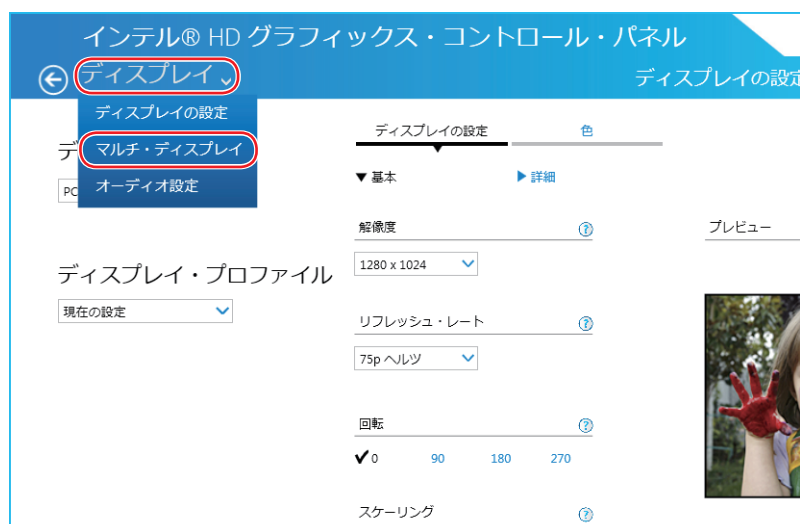 インテル® HD グラフィックス・コントロール・パネル
ディスプレイ
ディスプレイの設定
ディスプレイの設定
マルチ・ディスプレイ
オーディオ設定
デ
PC
ディスプレイ・プロファイル
現在の設定
ディスプレイの設定 色
▼ 基本 ▶ 詳細
解像度 ?
1280 x 1024
リフレッシュ・レート ?
75p ヘルツ
回転 ?
✔ 0 90 180 270
スケーリング ?
プレビュー